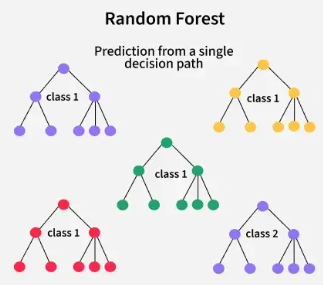 Random Forest
Prediction from a single
decision path
class 1
class 1
class 1
class 1
class 2